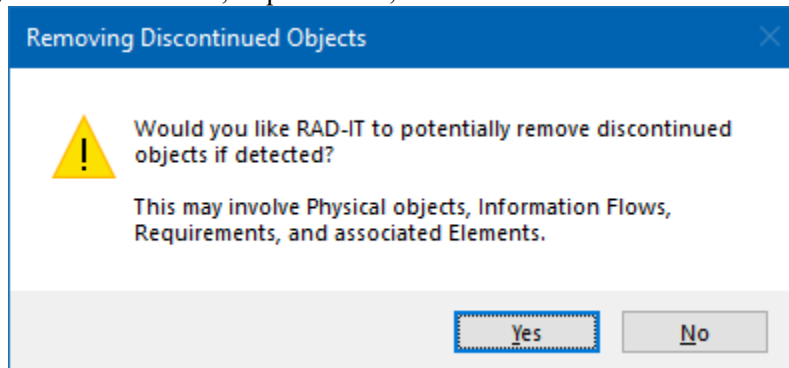 Removing Discontinued Objects
Would you like RAD-IT to potentially remove discontinued
objects if detected?
This may involve Physical objects, Information Flows,
Requirements, and associated Elements.
Yes No